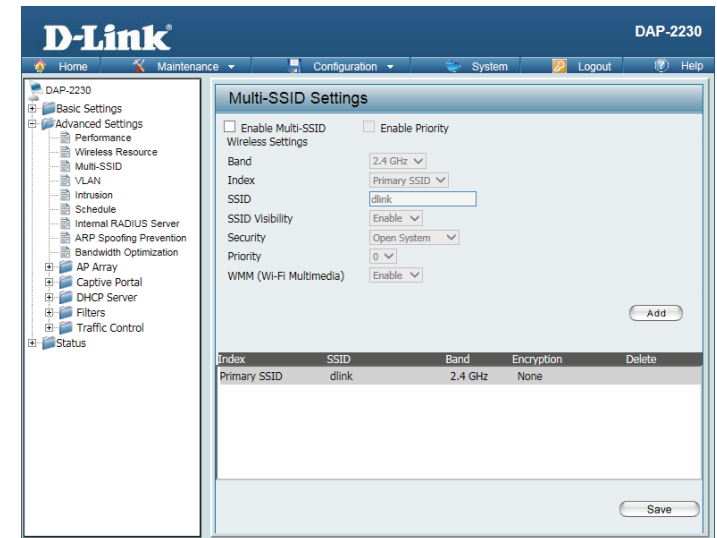 D-Link®
DAP-2230
Home Maintenance Configuration System Logout Help
DAP-2230
Basic Settings
Advanced Settings
Performance
Wireless Resource
Multi-SSID
VLAN
Intrusion
Schedule
Internal RADIUS Server
ARP Spoofing Prevention
Bandwidth Optimization
AP Array
Captive Portal
DHCP Server
Filters
Traffic Control
Status
Multi-SSID Settings
Enable Multi-SSID Enable Priority
Wireless Settings
Band 2.4 GHz
Index Primary SSID
SSID dlink
SSID Visibility Enable
Security Open System
Priority 0
WMM (Wi-Fi Multimedia) Enable
Add
Index SSID Band Encryption Delete
Primary SSID dlink 2.4 GHz None
Save